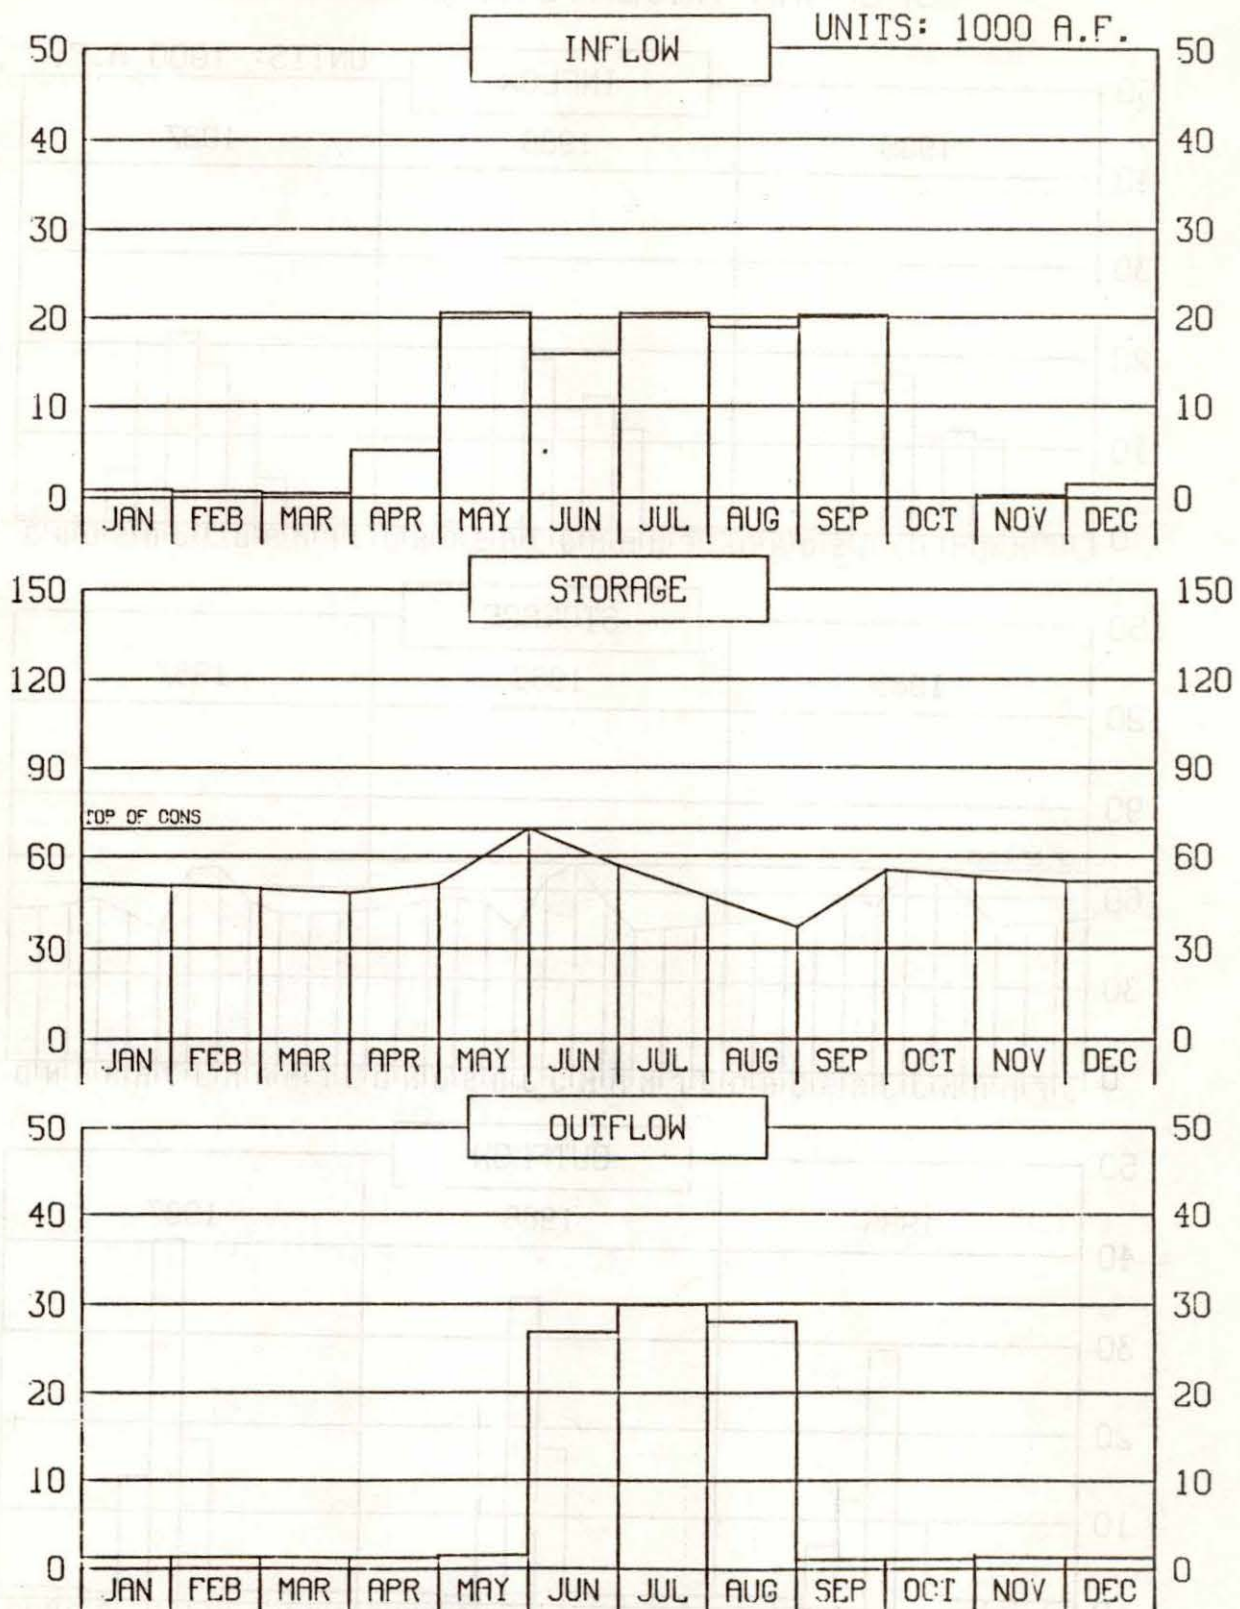 INFLOW UNITS: 1000 A.F.
50 50
40 40
30 30
20 20
10 10
0 0
JAN FEB MAR APR MAY JUN JUL AUG SEP OCT NOV DEC
STORAGE
150 150
120 120
90 90
TOP OF CONS
60 60
30 30
0 0
JAN FEB MAR APR MAY JUN JUL AUG SEP OCT NOV DEC
OUTFLOW
50 50
40 40
30 30
20 20
10 10
0 0
JAN FEB MAR APR MAY JUN JUL AUG SEP OCT NOV DEC